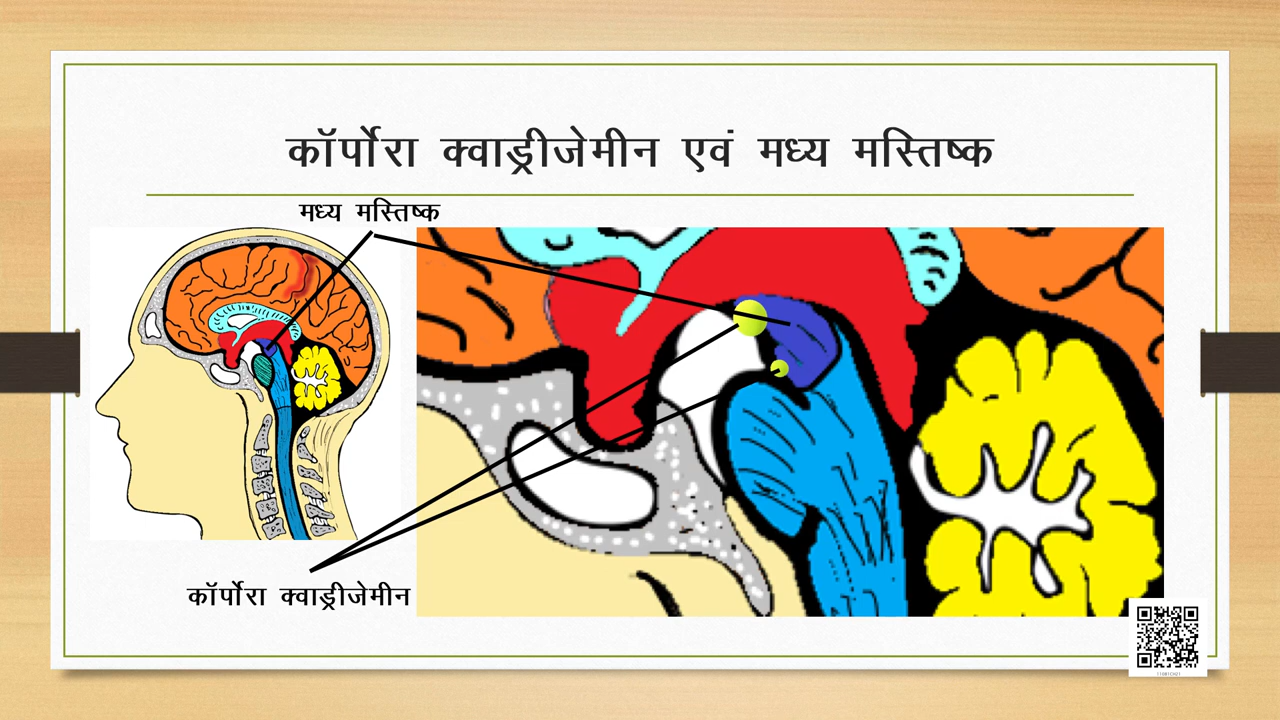 कॉर्पोरा क्वाड्रीजेमीन एवं मध्य मस्तिष्क
मध्य मस्तिष्क
कॉर्पोरा क्वाड्रीजेमीन